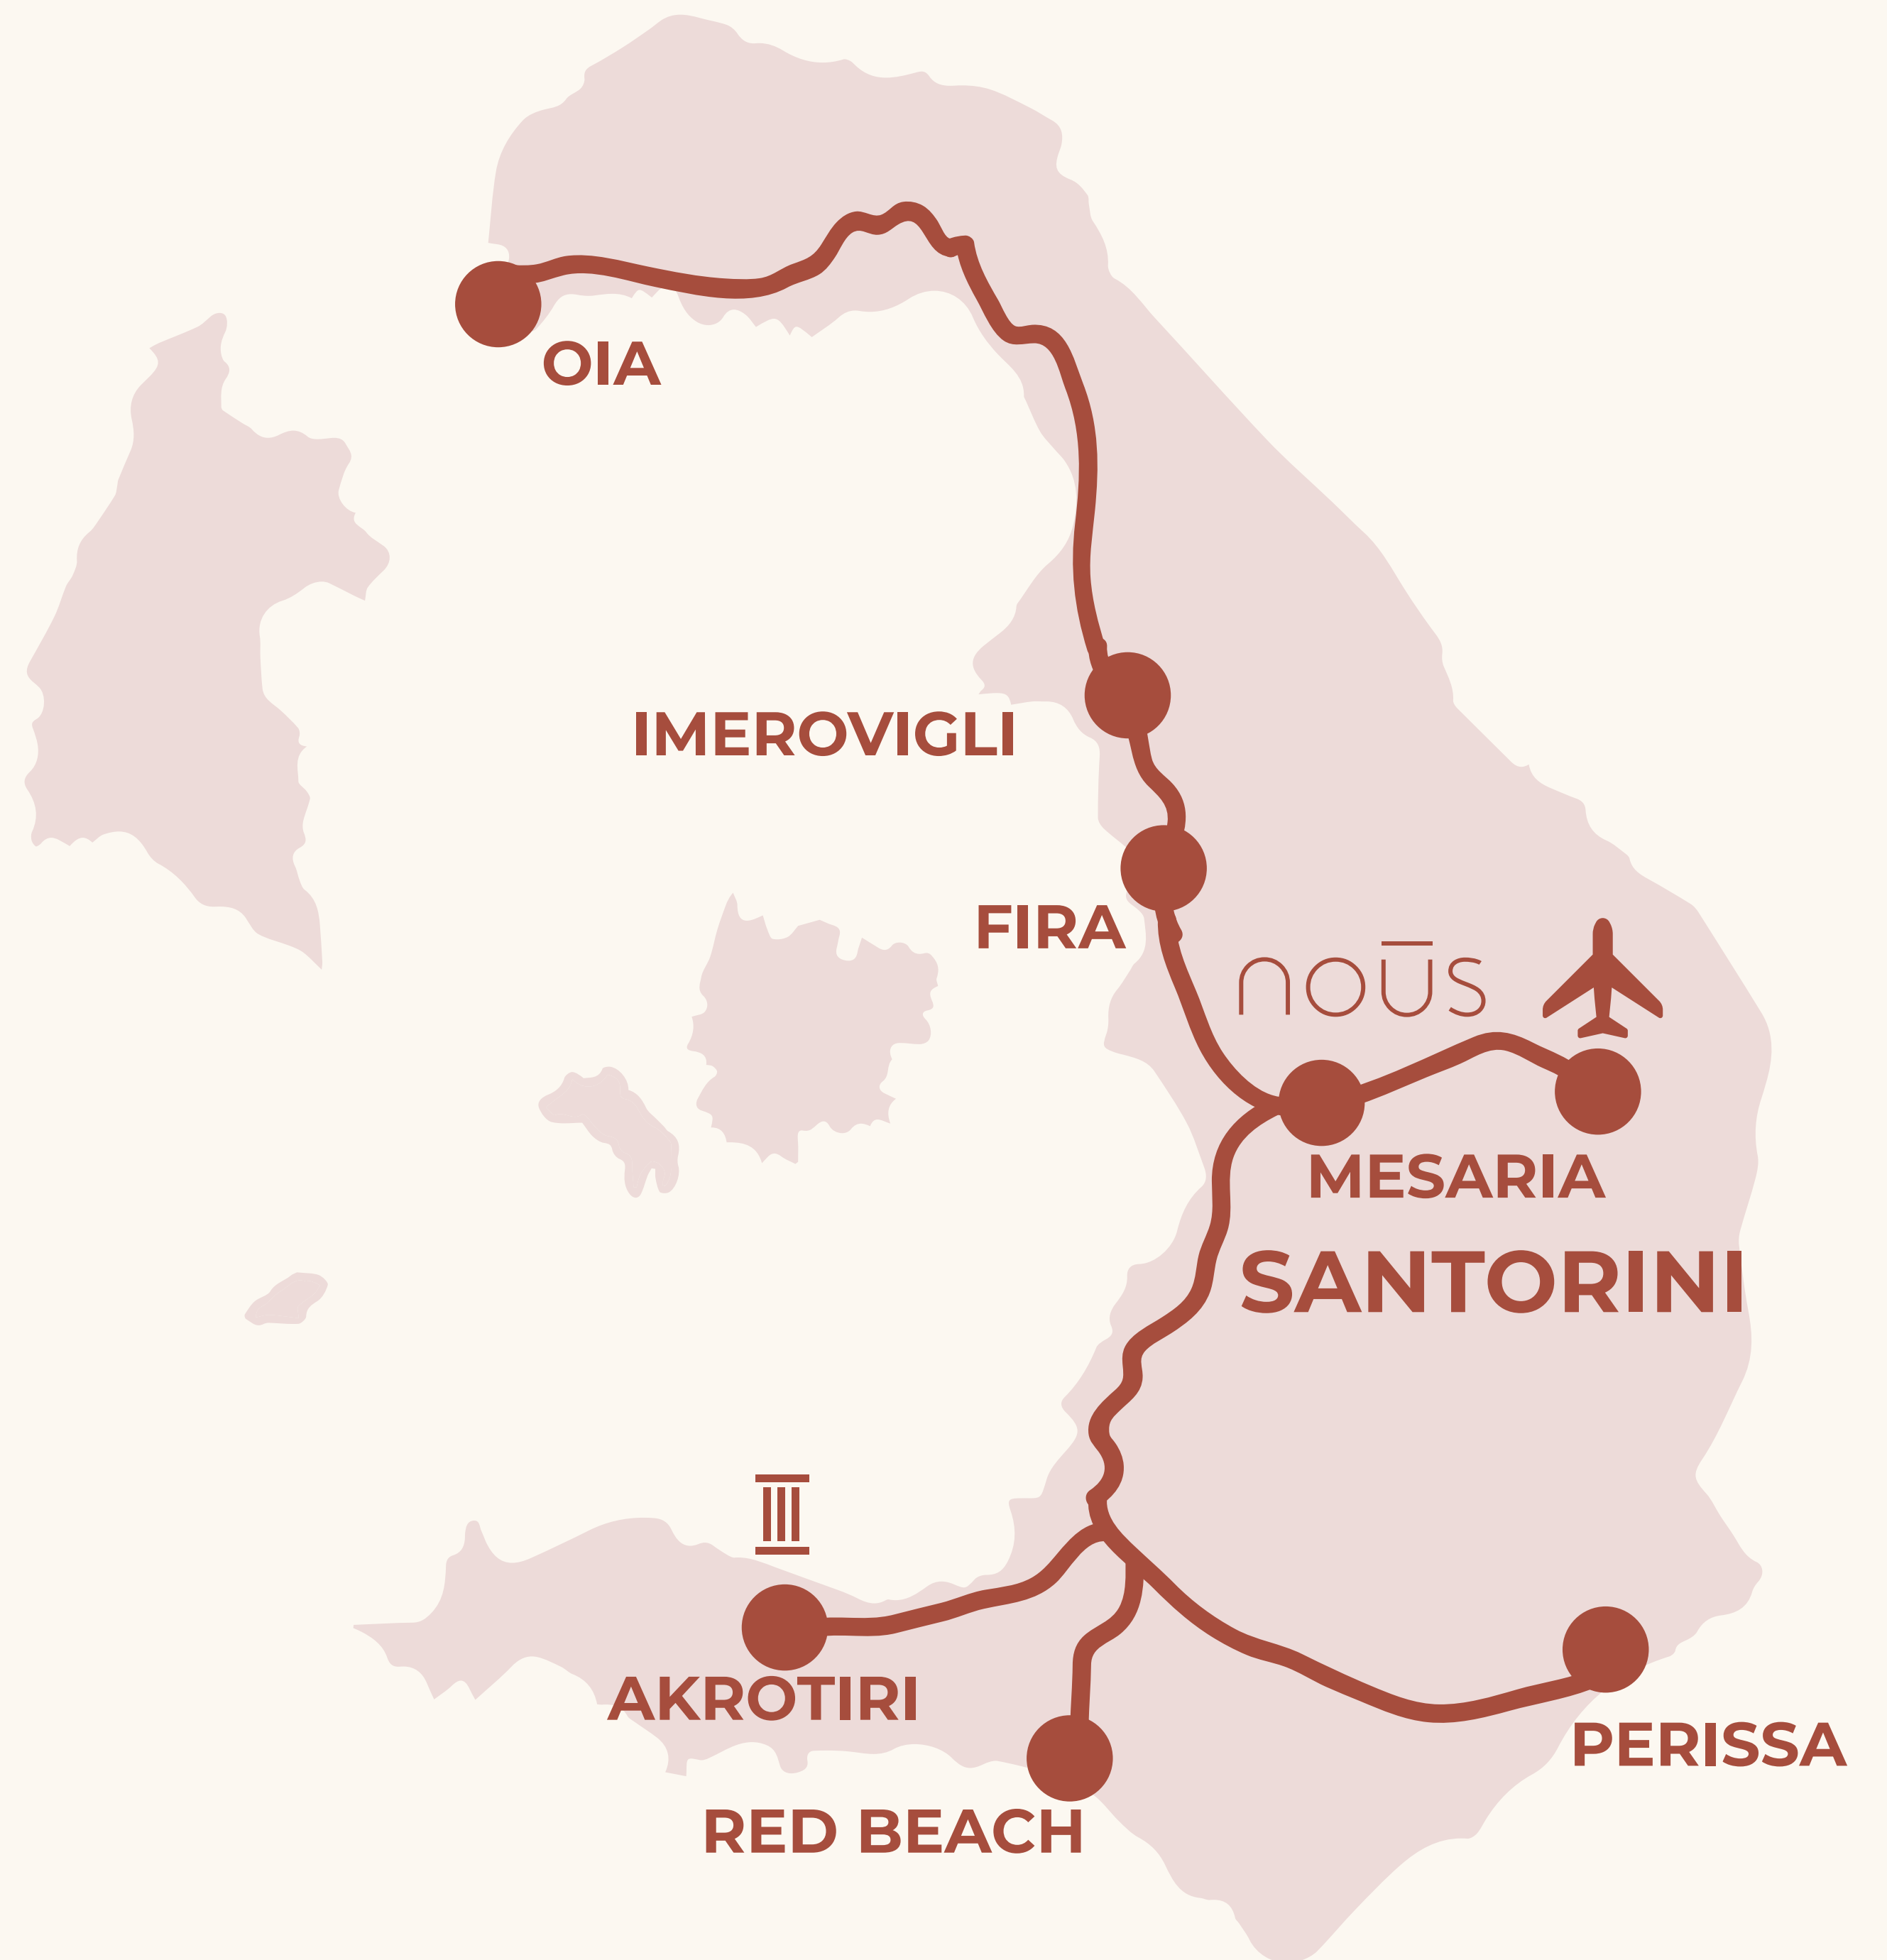 OIA
IMEROVIGLI
FIRA
noūs
MESARIA
SANTORINI
AKROTIRI
PERISSA
RED BEACH